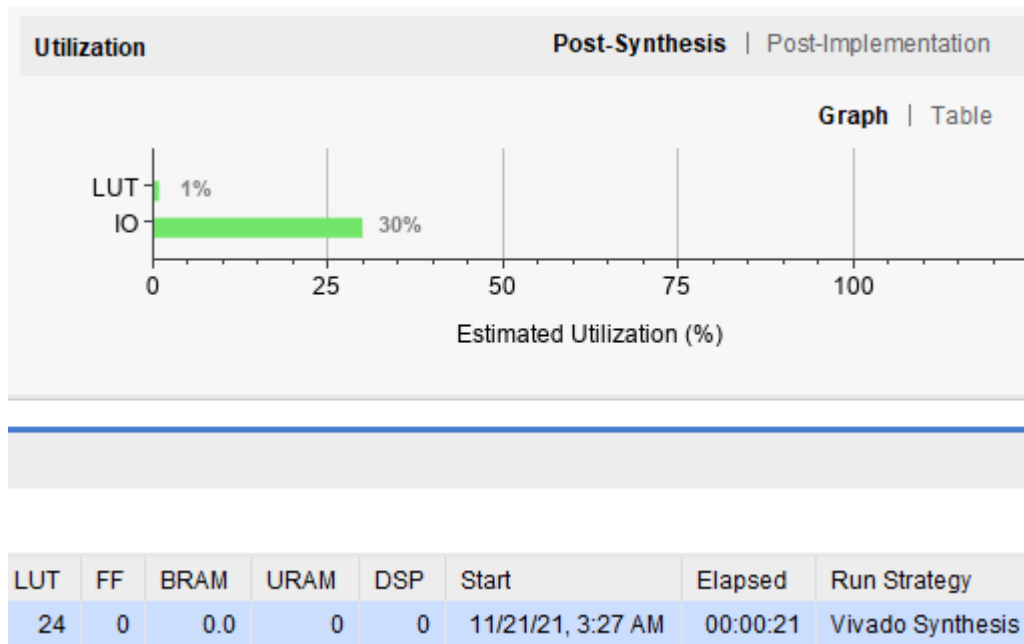 Utilization Post-Synthesis | Post-Implementation
Graph | Table
LUT 1%
IO 30%
0 25 50 75 100
Estimated Utilization (%)
LUT FF BRAM URAM DSP Start Elapsed Run Strategy
24 0 0.0 0 0 11/21/21, 3:27 AM 00:00:21 Vivado Synthesis